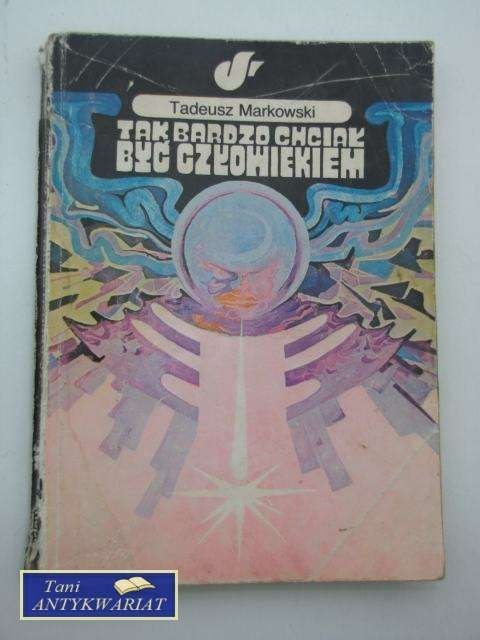 Tadeusz Markowski
TAK BARDZO CHCIAŁ
BYĆ CZŁOWIEKIEM
Tani
ANTYKWARIAT